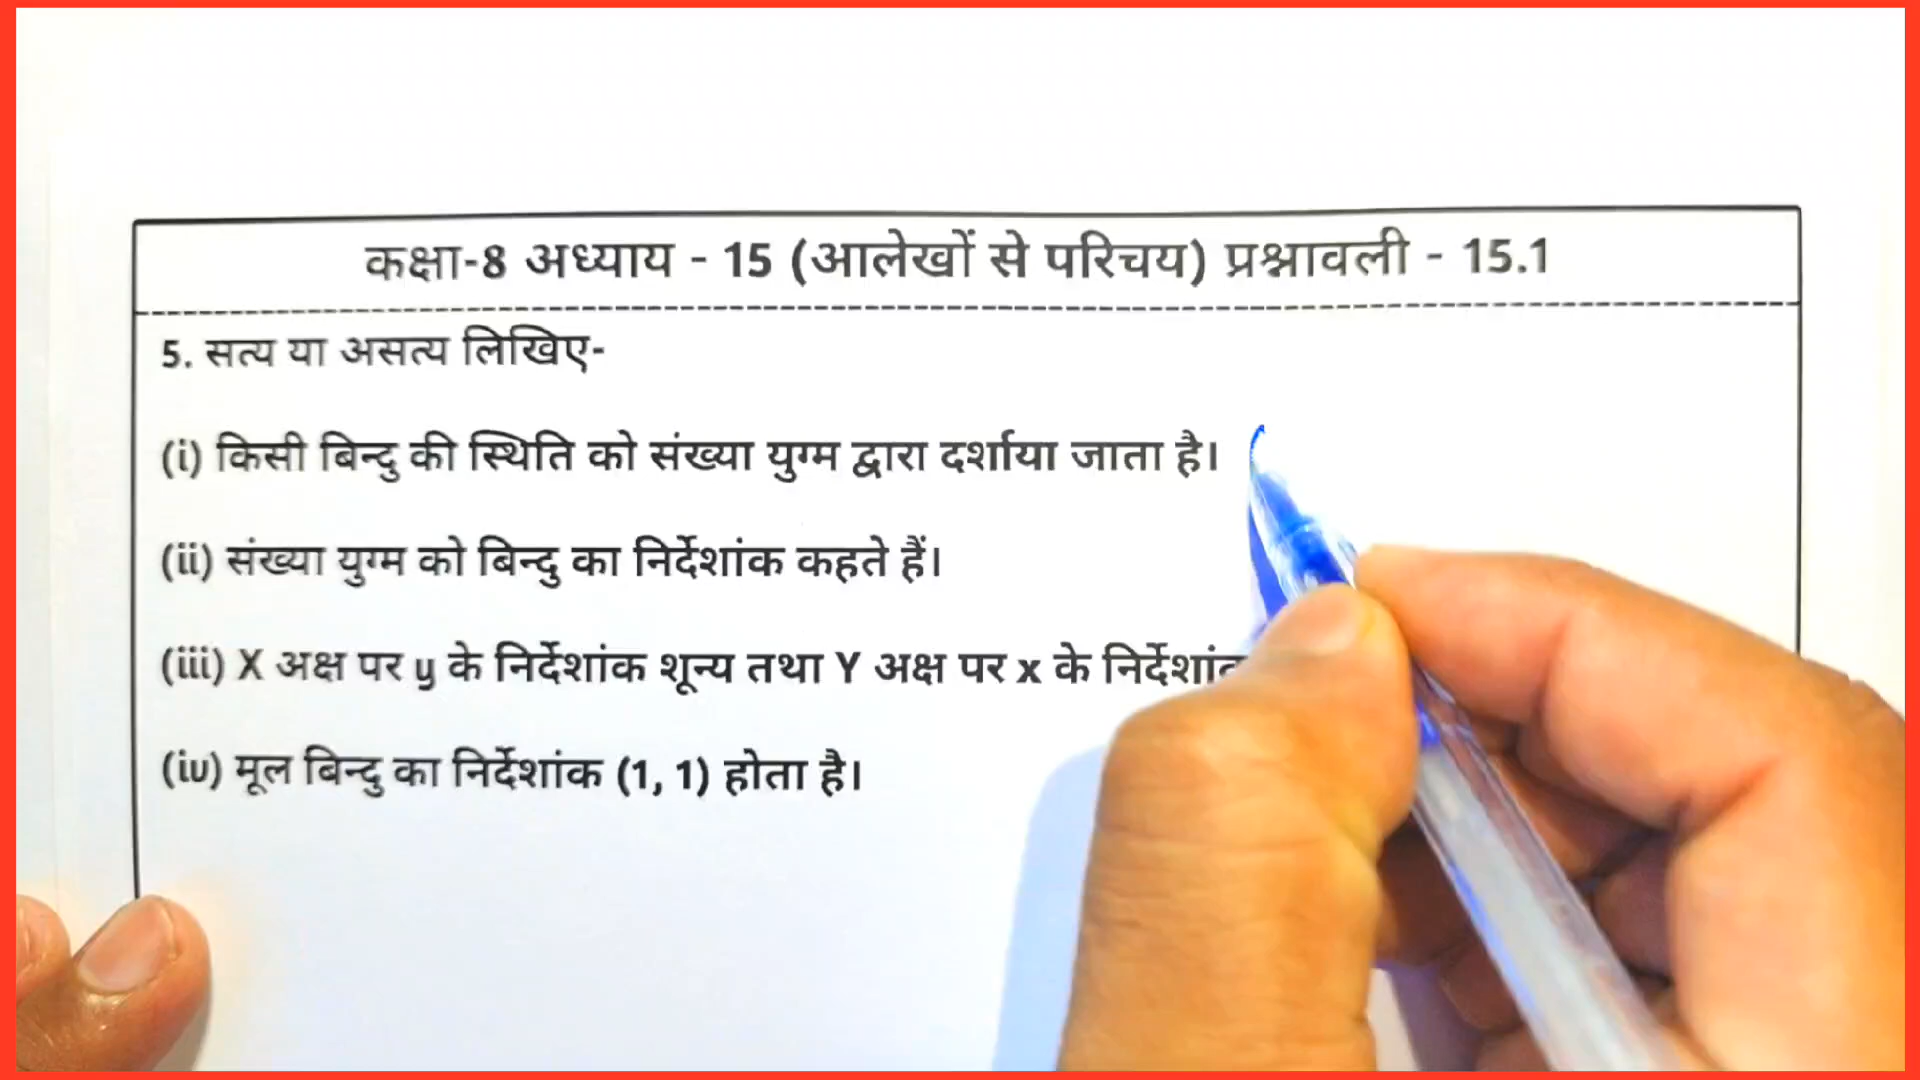 कक्षा-8 अध्याय - 15 (आलेखों से परिचय) प्रश्नावली - 15.1
5. सत्य या असत्य लिखिए-
(i) किसी बिन्दु की स्थिति को संख्या युग्म द्वारा दर्शाया जाता है।
(ii) संख्या युग्म को बिन्दु का निर्देशांक कहते हैं।
(iii) X अक्ष पर y के निर्देशांक शून्य तथा Y अक्ष पर x के
(iv) मूल बिन्दु का निर्देशांक (1, 1) होता है।